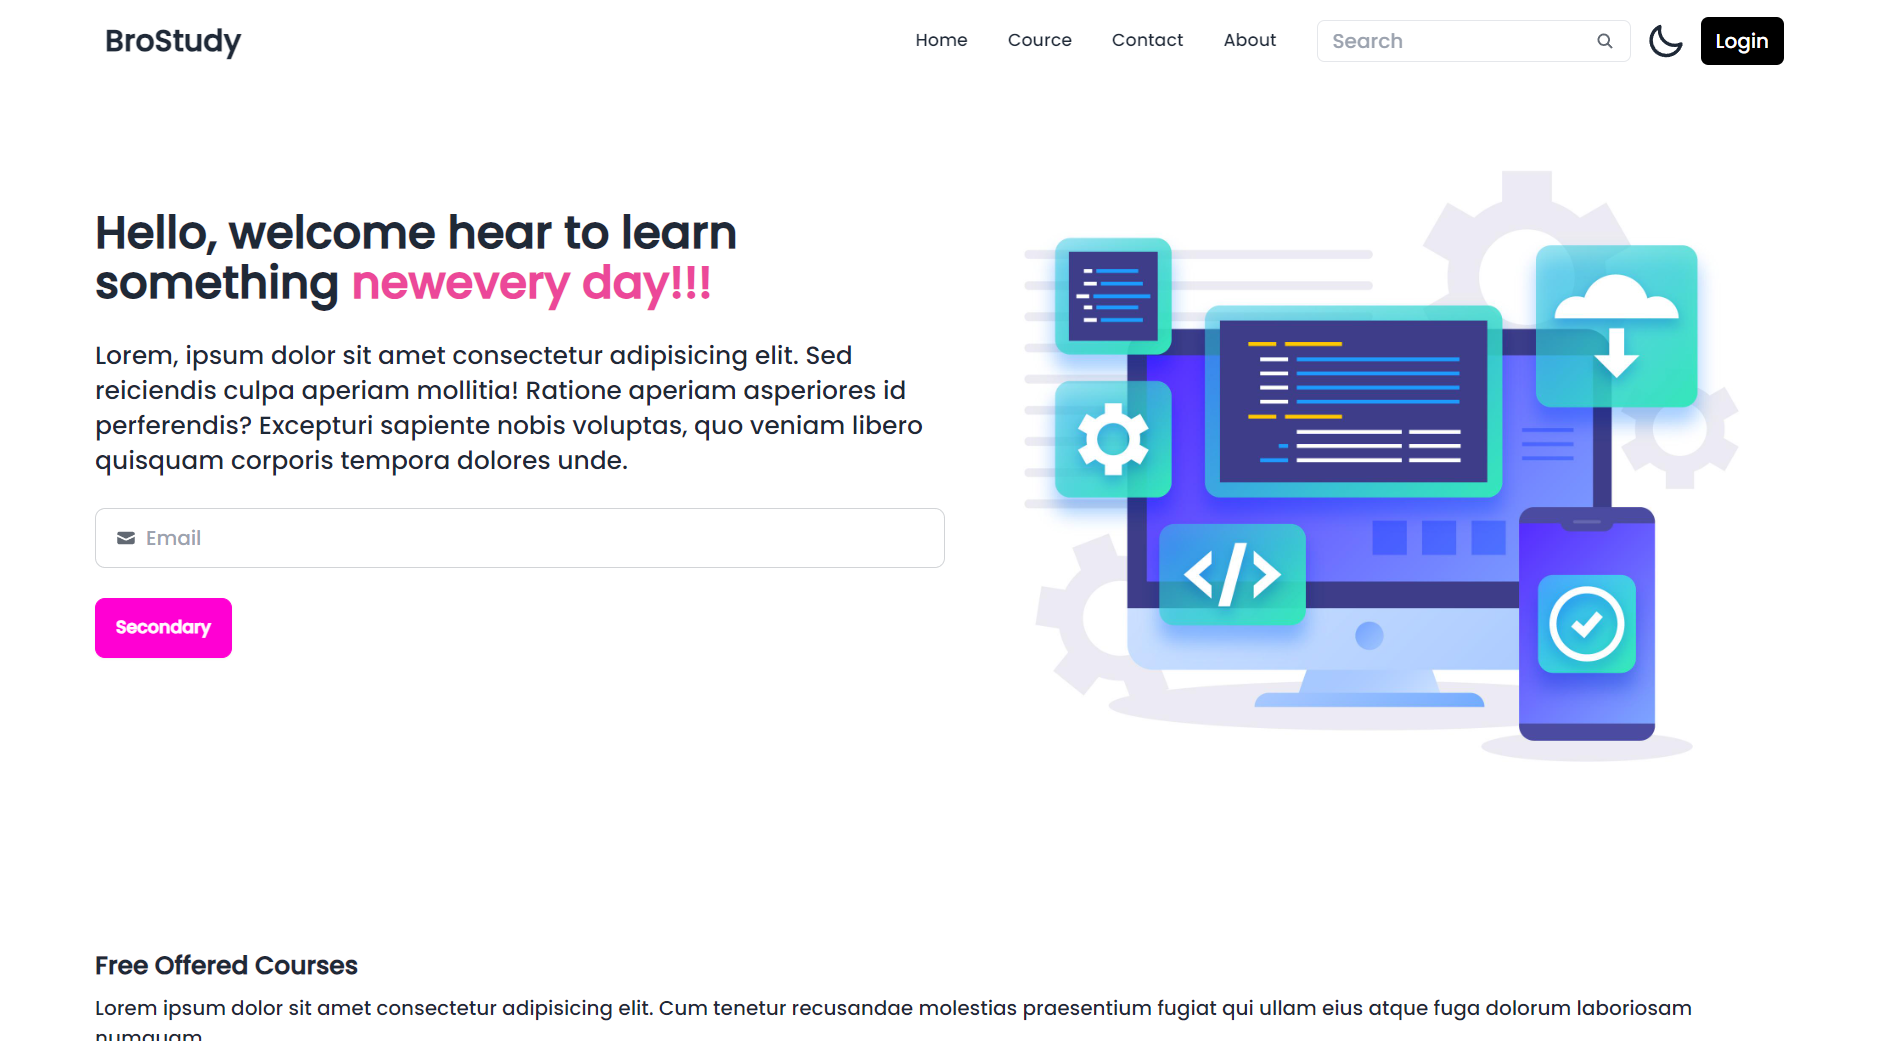 BroStudy
Home
Cource
Contact
About
Search
Login
Hello, welcome hear to learn
something newevery day!!!
Lorem, ipsum dolor sit amet consectetur adipisicing elit. Sed
reiciendis culpa aperiam mollitia! Ratione aperiam asperiores id
perferendis? Excepturi sapiente nobis voluptas, quo veniam libero
quisquam corporis tempora dolores unde.
Email
Secondary
</>
Free Offered Courses
Lorem ipsum dolor sit amet consectetur adipisicing elit. Cum tenetur recusandae molestias praesentium fugiat qui ullam eius atque fuga dolorum laboriosam
numquam